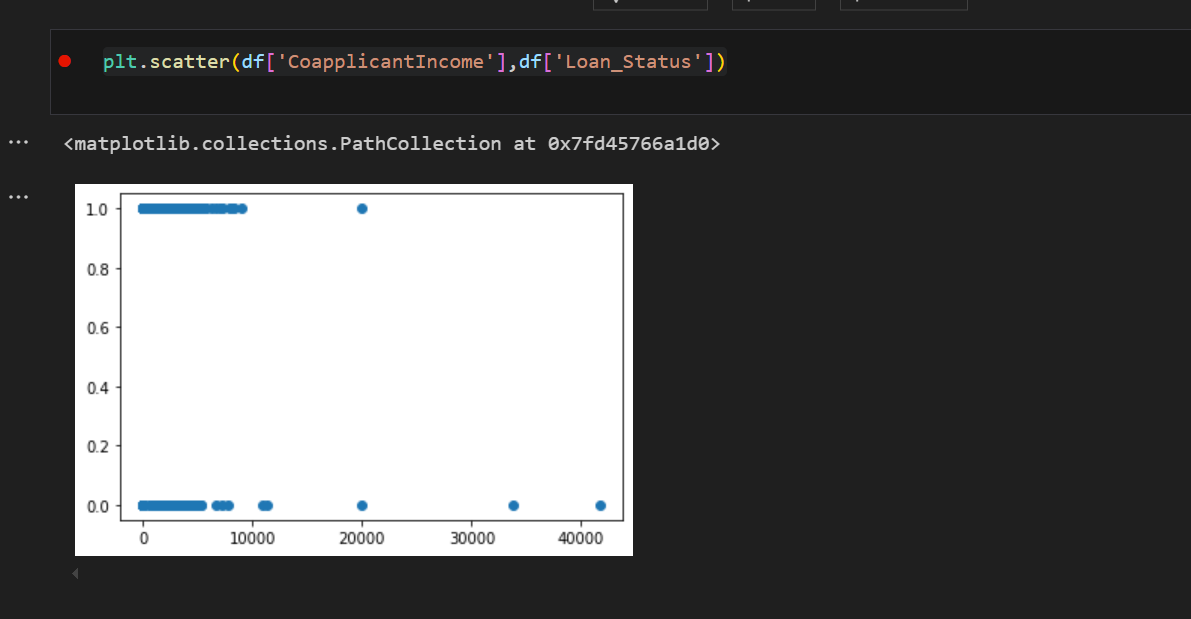 plt.scatter(df['CoapplicantIncome'],df['Loan_Status'])
<matplotlib.collections.PathCollection at 0x7fd45766a1d0>
1.0
0.8
0.6
0.4
0.2
0.0
0 10000 20000 30000 40000